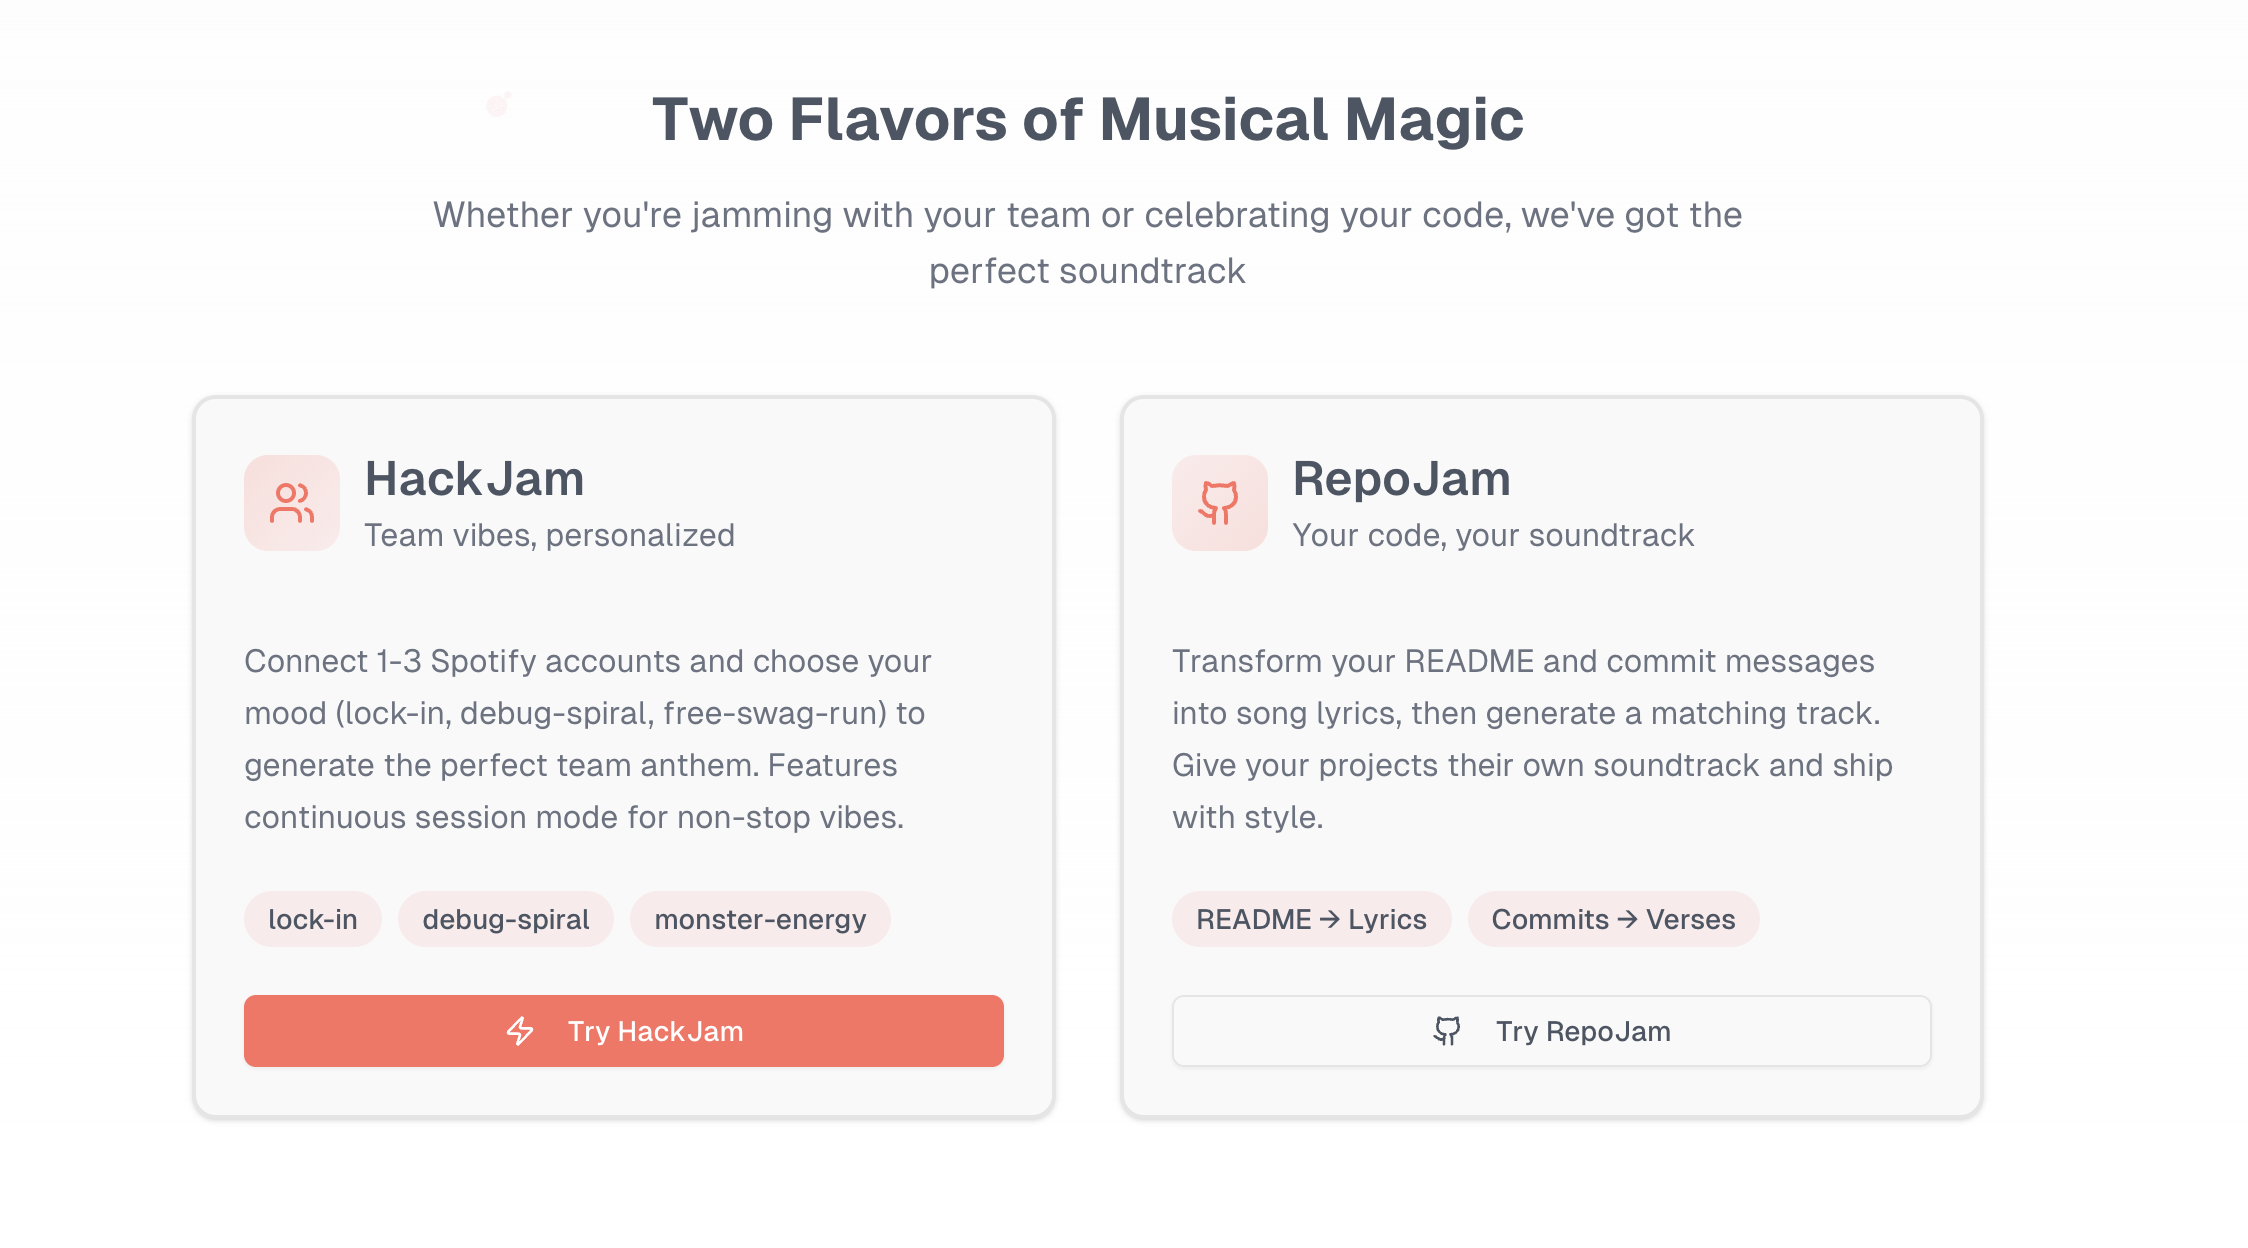 Two Flavors of Musical Magic
Whether you're jamming with your team or celebrating your code, we've got the
perfect soundtrack
HackJam
Team vibes, personalized
Connect 1-3 Spotify accounts and choose your
mood (lock-in, debug-spiral, free-swag-run) to
generate the perfect team anthem. Features
continuous session mode for non-stop vibes.
lock-in
debug-spiral
monster-energy
Try HackJam
RepoJam
Your code, your soundtrack
Transform your README and commit messages
into song lyrics, then generate a matching track.
Give your projects their own soundtrack and ship
with style.
README → Lyrics
Commits → Verses
Try RepoJam